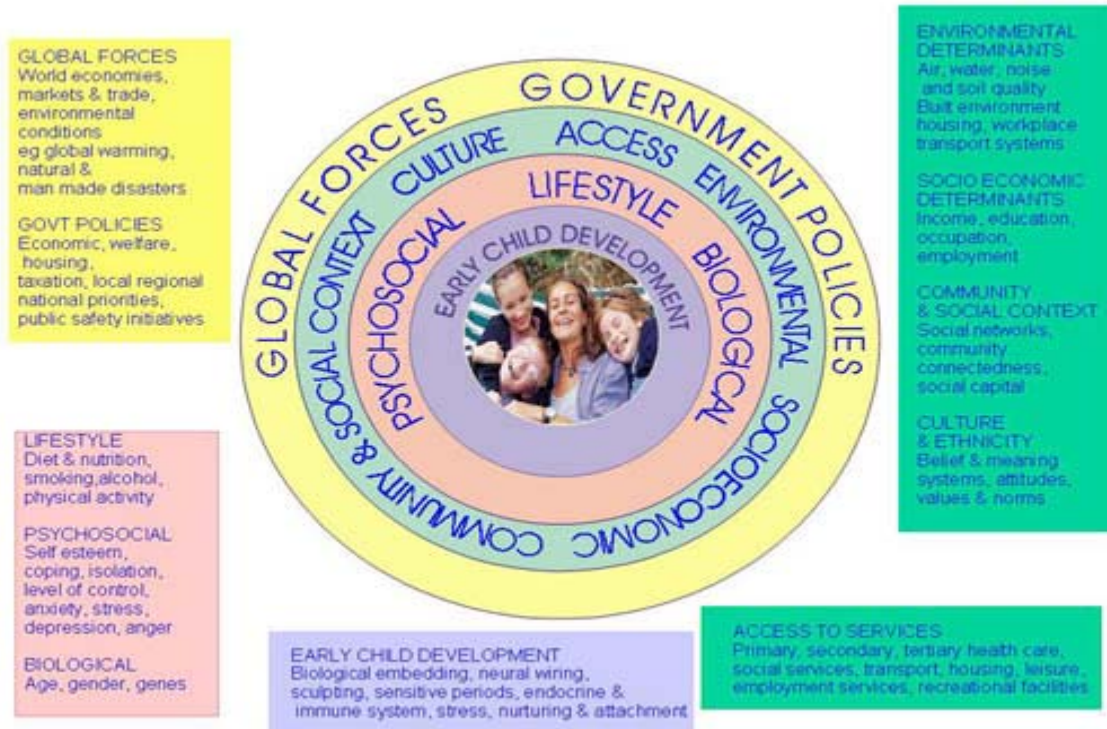 GLOBAL FORCES
World economies,
markets & trade,
environmental
conditions
eg global warming,
natural &
man made disasters
GOVT POLICIES
Economic, welfare,
housing,
taxation, local regional
national priorities,
public safety initiatives
LIFESTYLE
Diet & nutrition,
smoking,alcohol,
physical activity
PSYCHOSOCIAL
Self esteem,
coping, isolation,
level of control,
anxiety, stress,
depression, anger
BIOLOGICAL
Age, gender, genes
GLOBAL FORCES GOVERNMENT POLICIES
COMMUNITY & SOCIAL CONTEXT CULTURE ACCESS ENVIRONMENTAL SOCIOECONOMIC
PSYCHOSOCIAL LIFESTYLE BIOLOGICAL
EARLY CHILD DEVELOPMENT
EARLY CHILD DEVELOPMENT
Biological embedding, neural wiring,
sculpting, sensitive periods, endocrine &
immune system, stress, nurturing & attachment
ENVIRONMENTAL
DETERMINANTS
Air, water, noise
and soil quality
Built environment
housing, workplace
transport systems
SOCIO ECONOMIC
DETERMINANTS
Income, education,
occupation,
employment
COMMUNITY
& SOCIAL CONTEXT
Social networks,
community
connectedness,
social capital
CULTURE
& ETHNICITY
Belief & meaning
systems, attitudes,
values & norms
ACCESS TO SERVICES
Primary, secondary, tertiary health care,
social services, transport, housing, leisure,
employment services, recreational facilities